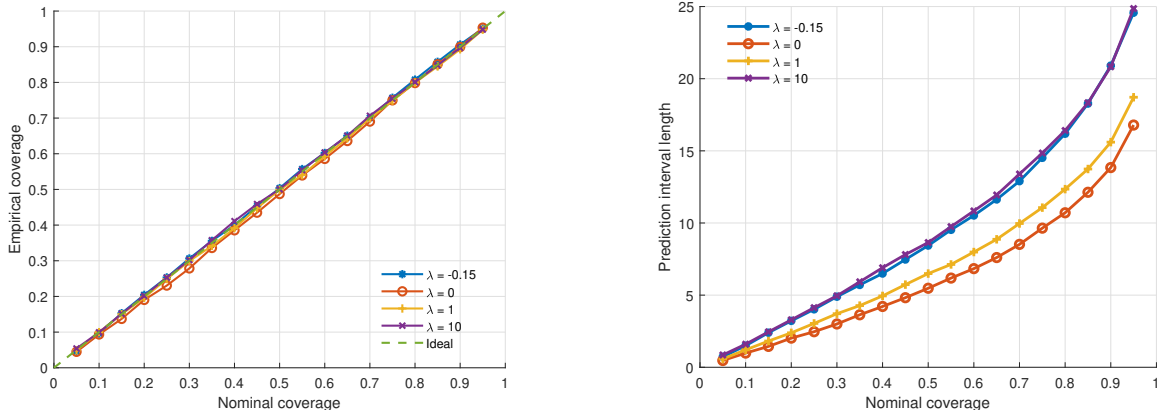 1
0.9
0.8
0.7
0.6
0.5
0.4
0.3
0.2
0.1
0
Empirical coverage
λ = -0.15
λ = 0
λ = 1
λ = 10
Ideal
0 0.1 0.2 0.3 0.4 0.5 0.6 0.7 0.8 0.9 1
Nominal coverage
25
20
15
10
5
0
Prediction interval length
λ = -0.15
λ = 0
λ = 1
λ = 10
0 0.1 0.2 0.3 0.4 0.5 0.6 0.7 0.8 0.9 1
Nominal coverage